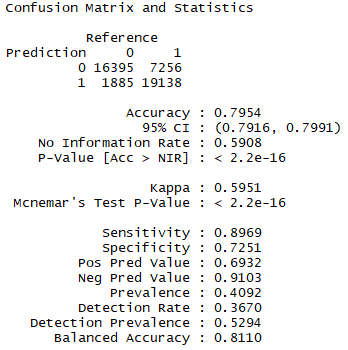 Confusion Matrix and Statistics
Reference
Prediction 0 1
0 16395 7256
1 1885 19138
Accuracy : 0.7954
95% CI : (0.7916, 0.7991)
No Information Rate : 0.5908
P-Value [Acc > NIR] : < 2.2e-16
Kappa : 0.5951
Mcnemar's Test P-Value : < 2.2e-16
Sensitivity : 0.8969
Specificity : 0.7251
Pos Pred Value : 0.6932
Neg Pred Value : 0.9103
Prevalence : 0.4092
Detection Rate : 0.3670
Detection Prevalence : 0.5294
Balanced Accuracy : 0.8110